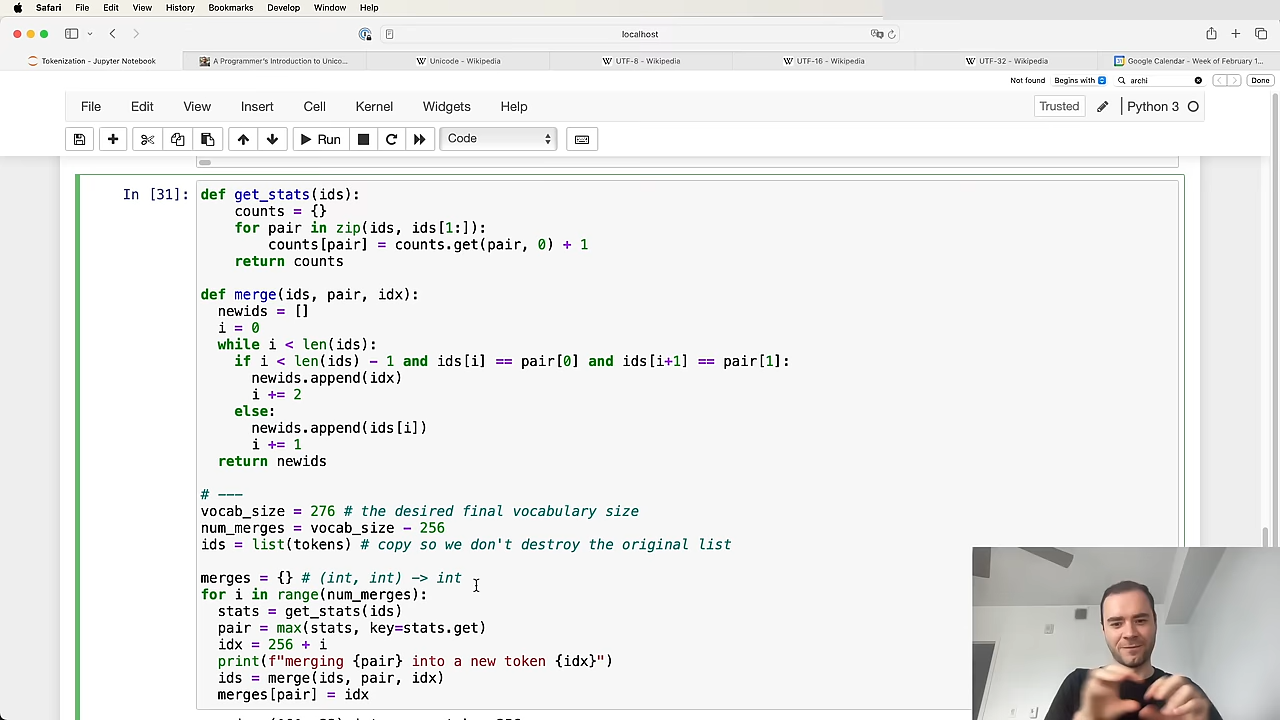 Safari File Edit View History Bookmarks Develop Window Help
localhost
Tokenization - Jupyter Notebook A Programmer's Introduction to Unico... Unicode - Wikipedia UTF-8 - Wikipedia UTF-16 - Wikipedia UTF-32 - Wikipedia Google Calendar - Week of February 1...
Not found Begins with archi Done
File Edit View Insert Cell Kernel Widgets Help Trusted Python 3
Run Code
In [31]: def get_stats(ids):
    counts = {}
    for pair in zip(ids, ids[1:]):
        counts[pair] = counts.get(pair, 0) + 1
    return counts
def merge(ids, pair, idx):
  newids = []
  i = 0
  while i < len(ids):
    if i < len(ids) - 1 and ids[i] == pair[0] and ids[i+1] == pair[1]:
      newids.append(idx)
      i += 2
    else:
      newids.append(ids[i])
      i += 1
  return newids
# ---
vocab_size = 276 # the desired final vocabulary size
num_merges = vocab_size - 256
ids = list(tokens) # copy so we don't destroy the original list
merges = {} # (int, int) -> int
for i in range(num_merges):
  stats = get_stats(ids)
  pair = max(stats, key=stats.get)
  idx = 256 + i
  print(f"merging {pair} into a new token {idx}")
  ids = merge(ids, pair, idx)
  merges[pair] = idx